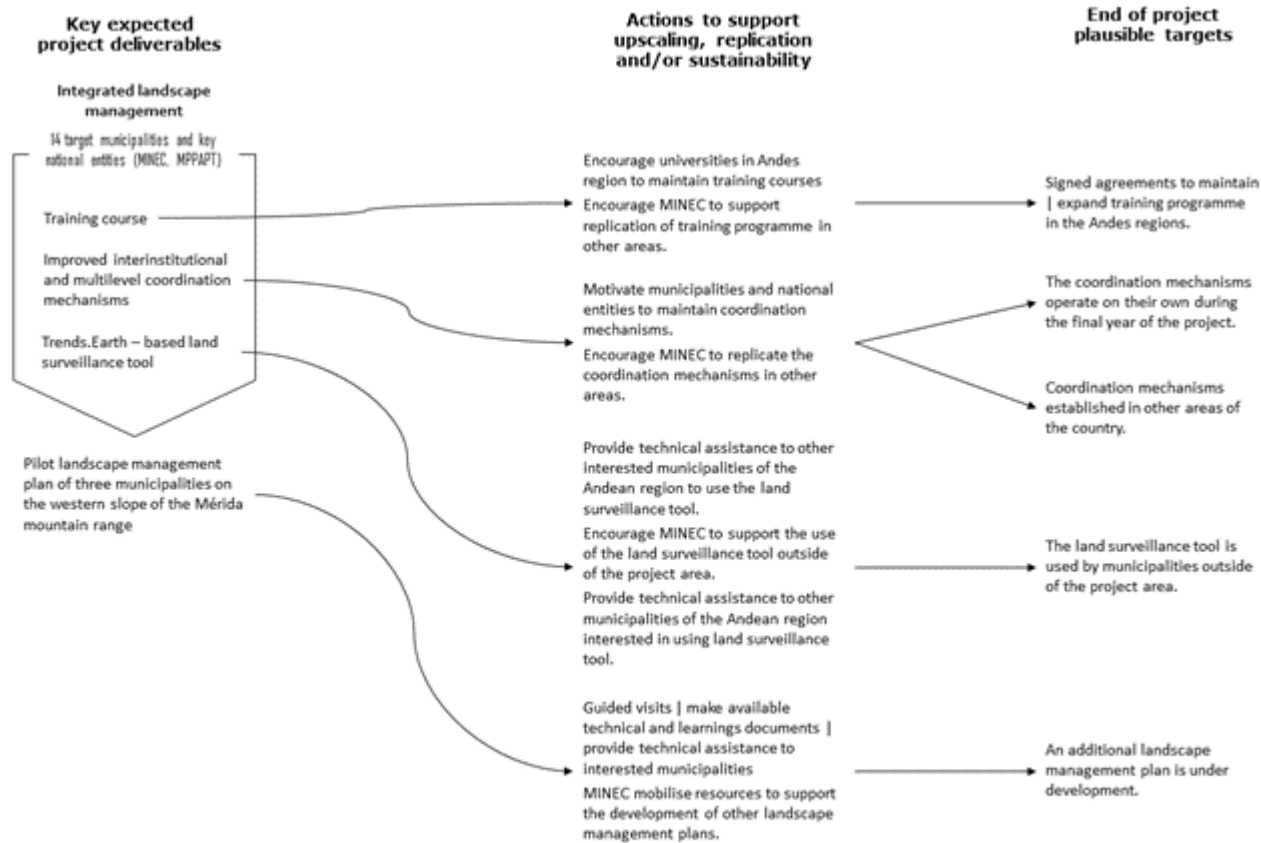 Key expected
project deliverables
Integrated landscape
management
14 target municipalities and key
national entities (MINEC, MPPAPT)
Training course
Improved interinstitutional
and multilevel coordination
mechanisms
Trends.Earth – based land
surveillance tool
Pilot landscape management
plan of three municipalities on
the western slope of the Mérida
mountain range
Actions to support
upscaling, replication
and/or sustainability
Encourage universities in Andes
region to maintain training courses
Encourage MINEC to support
replication of training programme in
other areas.
Motivate municipalities and national
entities to maintain coordination
mechanisms.
Encourage MINEC to replicate the
coordination mechanisms in other
areas.
Provide technical assistance to other
interested municipalities of the
Andean region to use the land
surveillance tool.
Encourage MINEC to support the use
of the land surveillance tool outside
of the project area.
Provide technical assistance to other
municipalities of the Andean region
interested in using land surveillance
tool.
Guided visits | make available
technical and learnings documents |
provide technical assistance to
interested municipalities
MINEC mobilise resources to support
the development of other landscape
management plans.
End of project
plausible targets
Signed agreements to maintain
| expand training programme
in the Andes regions.
The coordination mechanisms
operate on their own during
the final year of the project.
Coordination mechanisms
established in other areas of
the country.
The land surveillance tool is
used by municipalities outside
of the project area.
An additional landscape
management plan is under
development.